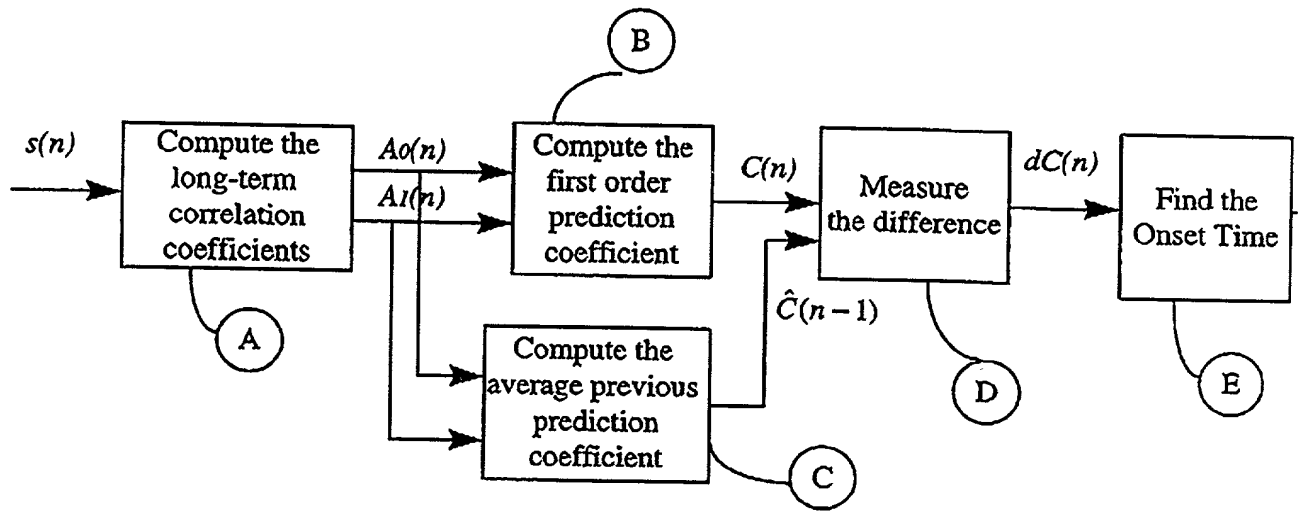 B
s(n)
Compute the
long-term
correlation
coefficients
A0(n)
A1(n)
Compute the
first order
prediction
coefficient
C(n)
Measure
the difference
dC(n)
Find the
Onset Time
Ĉ(n−1)
A
Compute the
average previous
prediction
coefficient
D
E
C